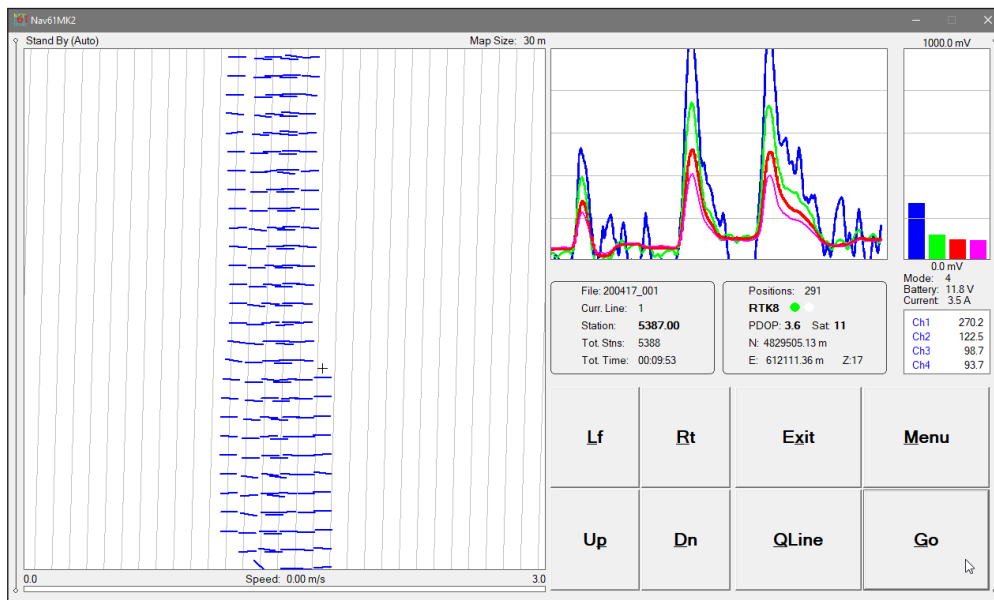 61 Nav61MK2
Stand By (Auto) Map Size: 30 m
0.0 Speed: 0.00 m/s 3.0
1000.0 mV
0.0 mV
Mode: 4
Battery: 11.8 V
Current: 3.5 A
Ch1 270.2
Ch2 122.5
Ch3 98.7
Ch4 93.7
File: 200417_001
Curr. Line: 1
Station: 5387.00
Tot. Stns: 5388
Tot. Time: 00:09:53
Positions: 291
RTK8
PDOP: 3.6 Sat: 11
N: 4829505.13 m
E: 612111.36 m Z:17
Lf Rt Exit Menu
Up Dn QLine Go